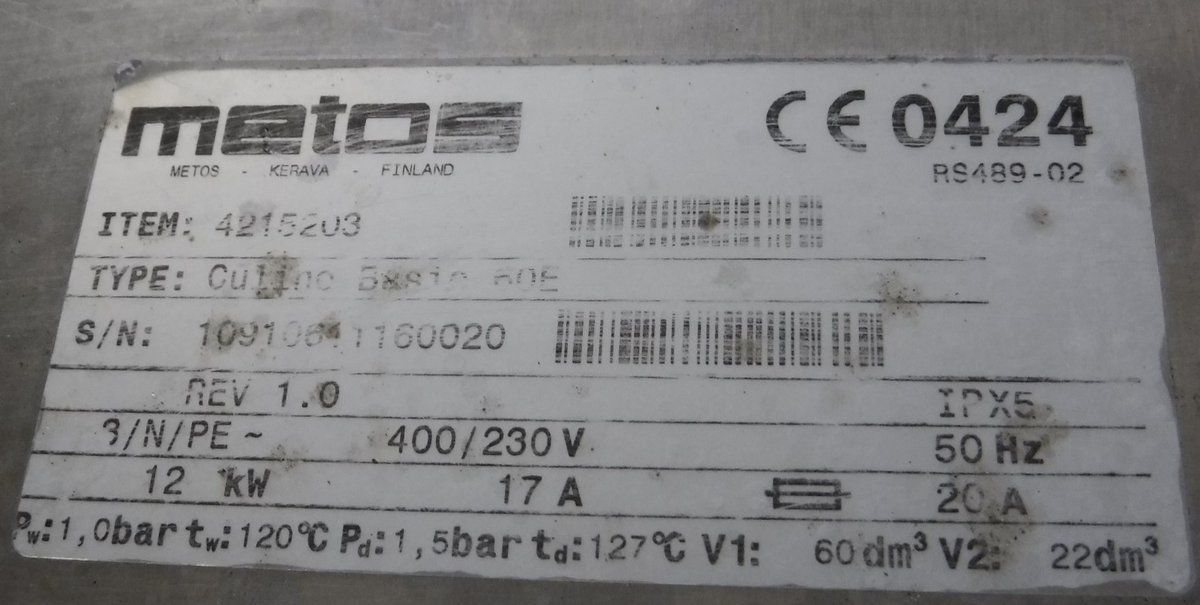 metos CE 0424
METOS - KERAVA - FINLAND RS489-02
ITEM: 4215203
TYPE: Culino Basic 60E
S/N: 1160020
REV 1.0 IPX5
3/N/PE ~ 400/230 V 50 Hz
12 kW 17 A 20 A
Pw:1,0bar tw:120°C Pd:1,5bar td:127°C V1: 60dm³ V2: 22dm³